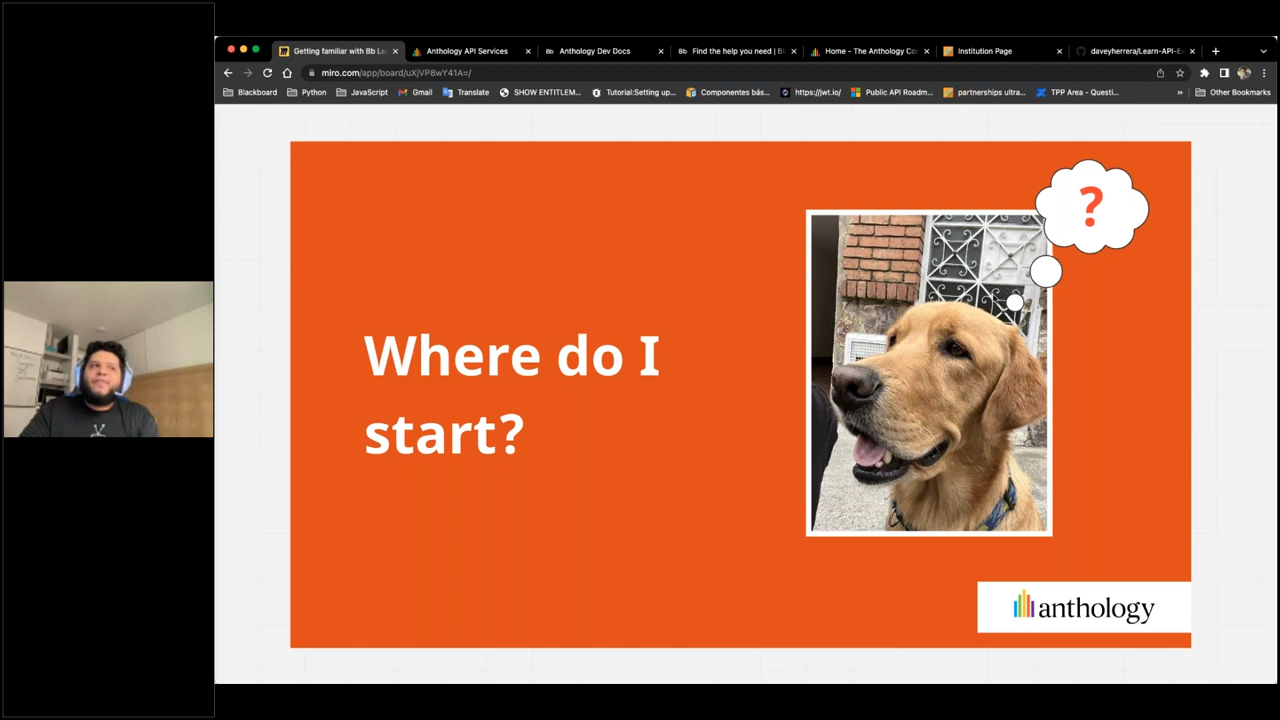 Getting familiar with Bb Le
Anthology API Services
Bb Anthology Dev Docs
Bb Find the help you need | Bl
Home - The Anthology Co
Institution Page
daveyherrera/Learn-API-E
miro.com/app/board/uXjVP8wY41A=/
Blackboard
Python
JavaScript
Gmail
Translate
SHOW ENTITLEM...
Tutorial:Setting up...
Componentes bás...
https://jwt.io/
Public API Roadm...
partnerships ultra...
TPP Area - Questi...
»
Other Bookmarks
?
Where do I
start?
anthology